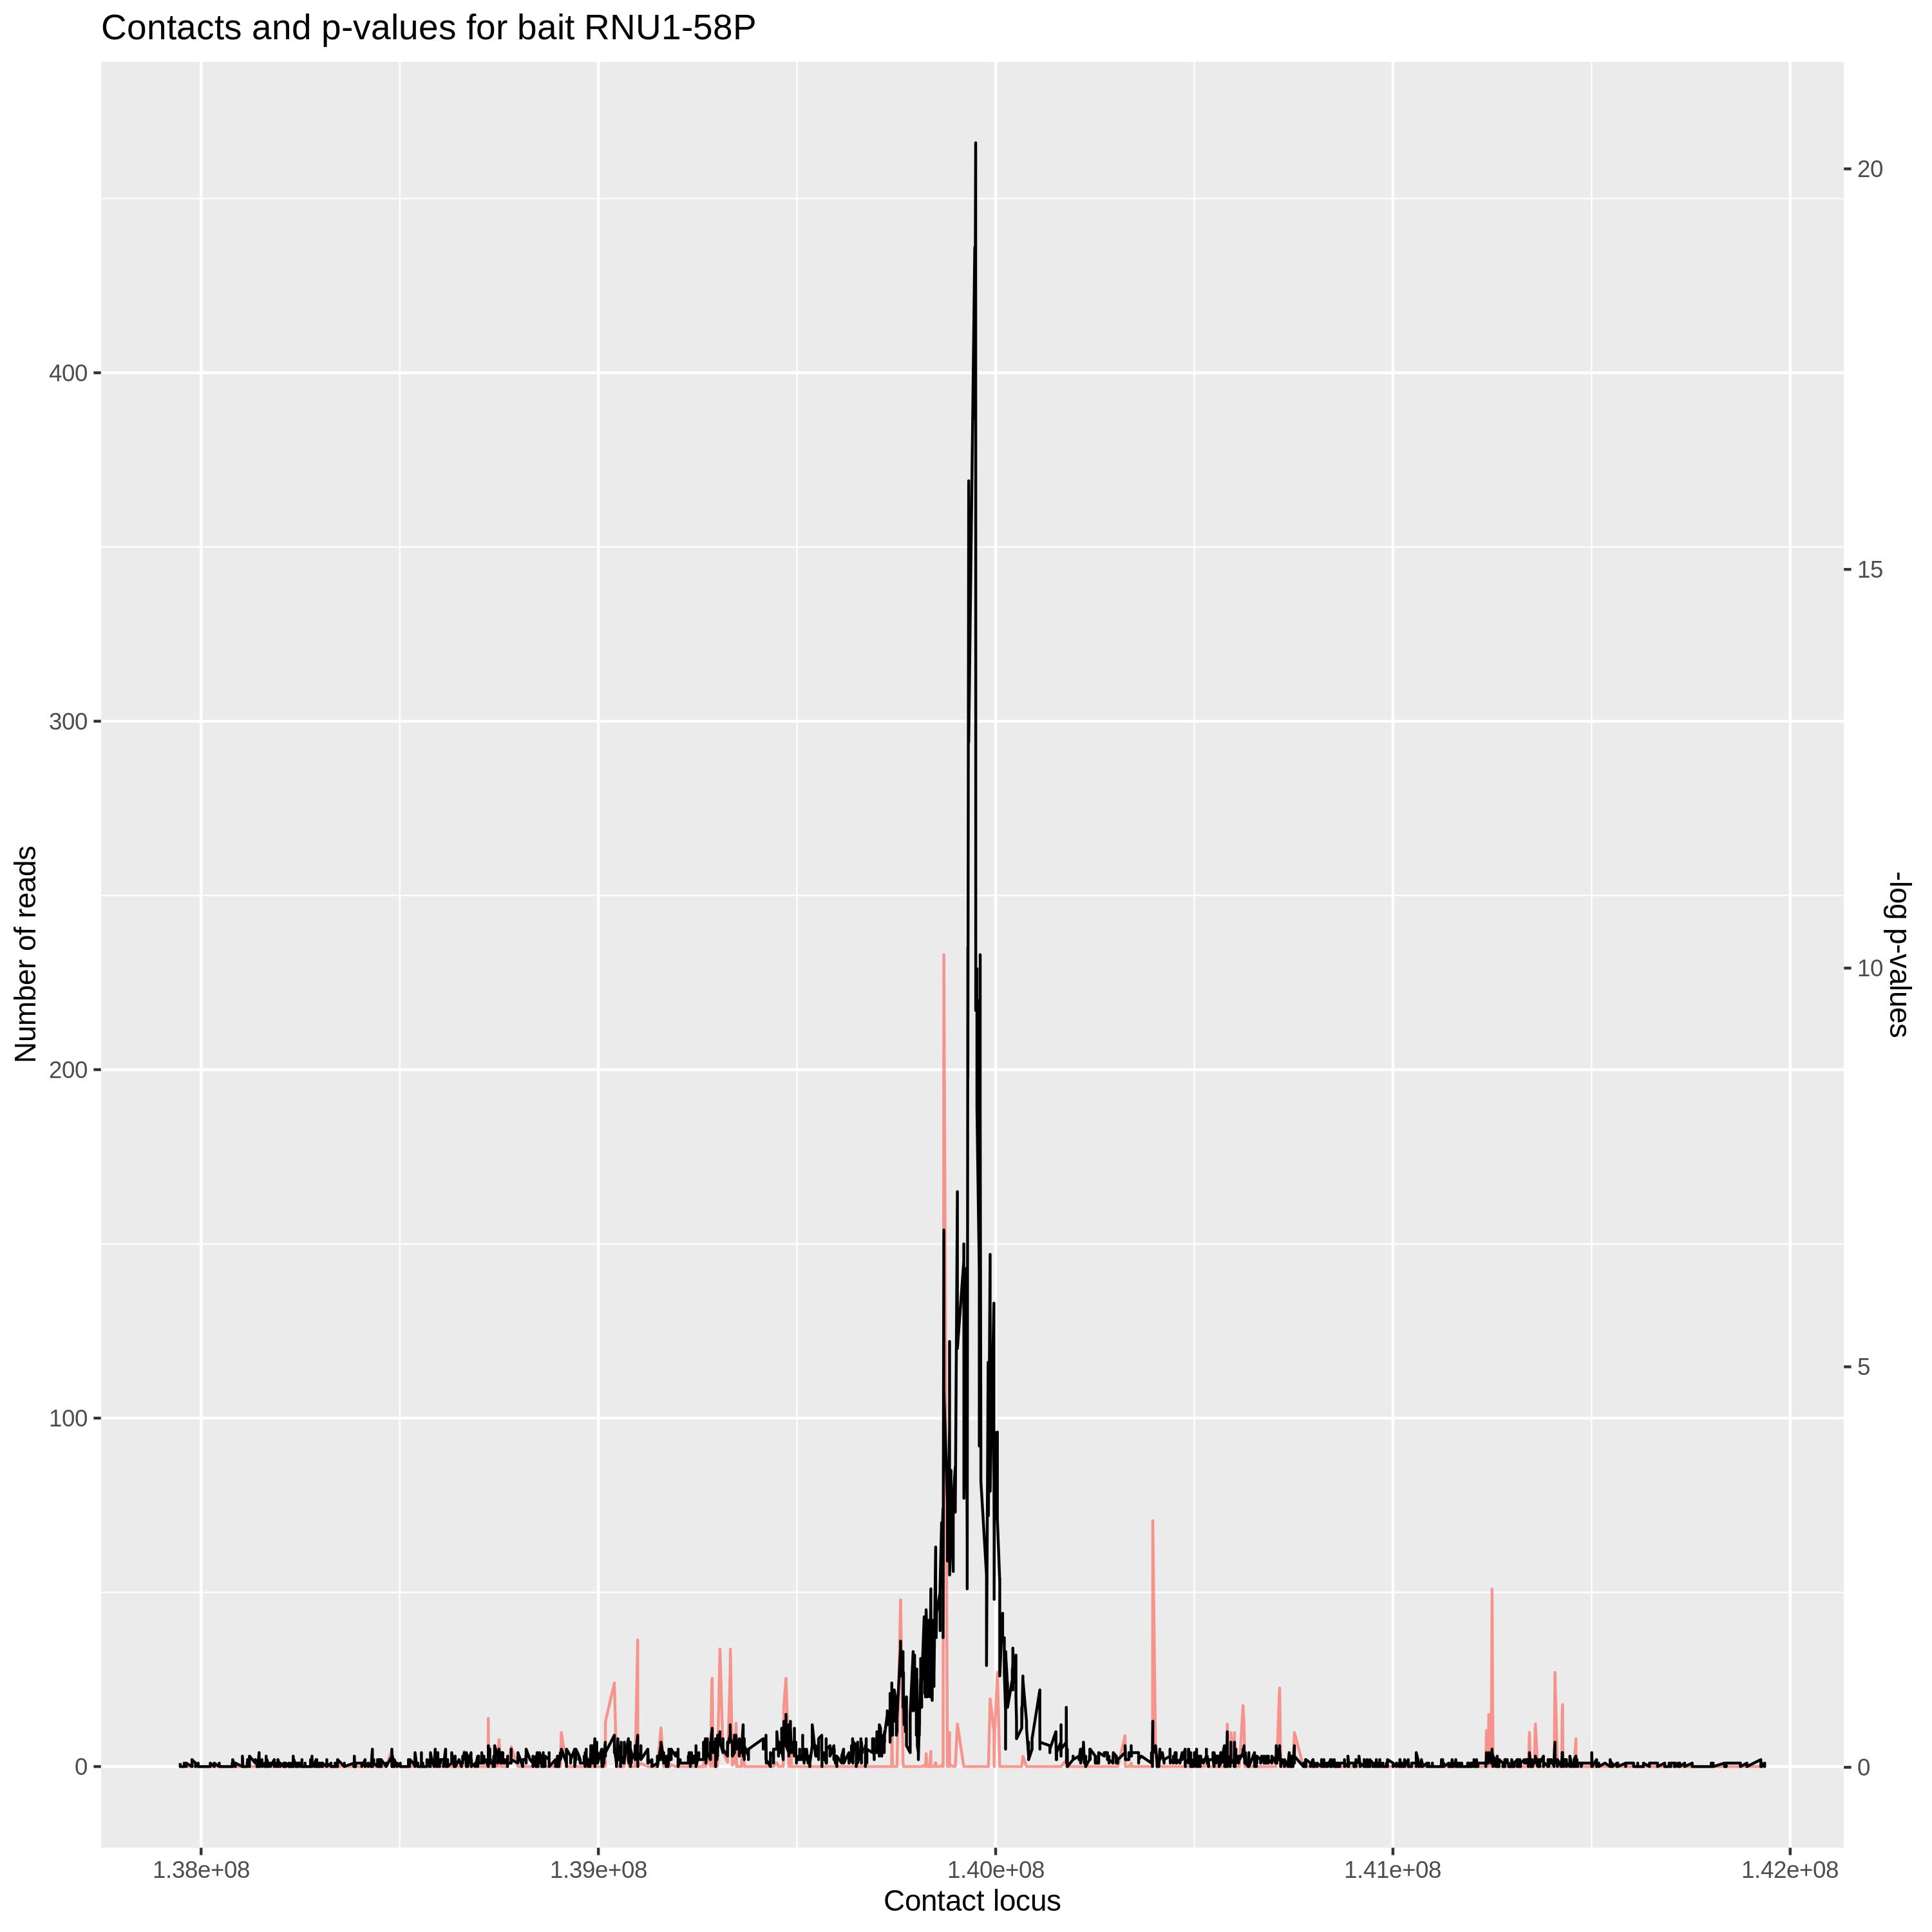 Contacts and p-values for bait RNU1-58P
400
300
200
100
0
20
15
10
5
0
Number of reads
-log p-values
1.38e+08 1.39e+08 1.40e+08 1.41e+08 1.42e+08
Contact locus